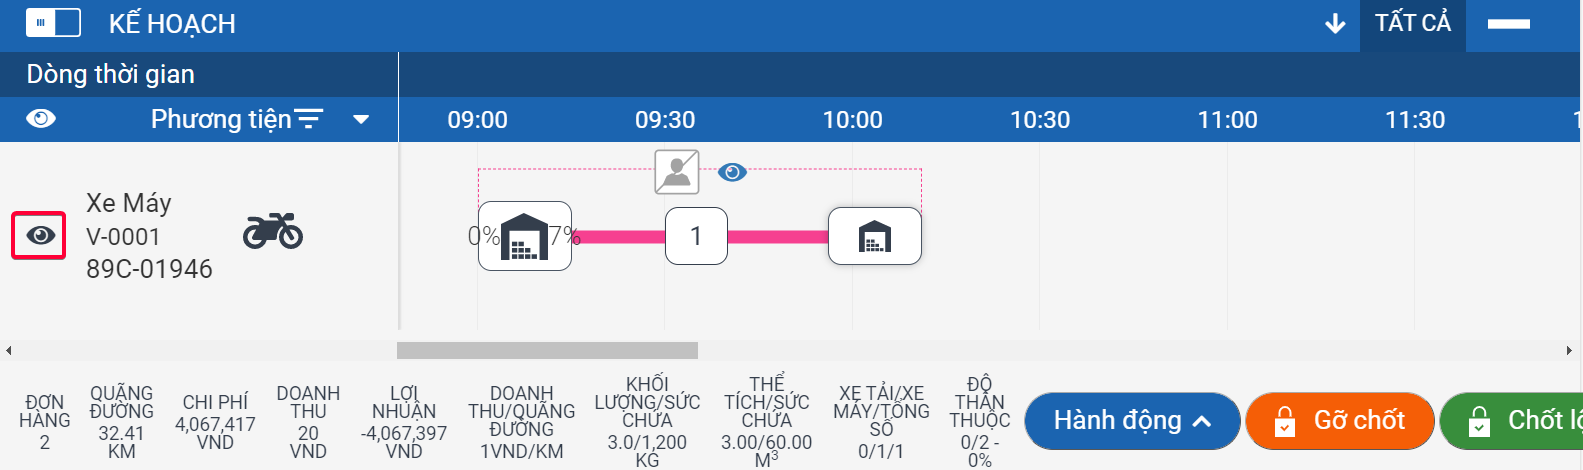 KẾ HOẠCH
TẤT CẢ
Dòng thời gian
Phương tiện
09:00 09:30 10:00 10:30 11:00 11:30
Xe Máy
V-0001
89C-01946
0% 7% 1
ĐƠN
HÀNG
2
QUÃNG
ĐƯỜNG
32.41
KM
CHI PHÍ
4,067,417
VND
DOANH
THU
20
VND
LỢI
NHUẬN
-4,067,397
VND
DOANH
THU/QUÃNG
ĐƯỜNG
1VND/KM
KHỐI
LƯỢNG/SỨC
CHỨA
3.0/1,200
KG
THỂ
TÍCH/SỨC
CHỨA
3.00/60.00
M³
XE TẢI/XE
MÁY/TỔNG
SỐ
0/1/1
ĐỘ
THÂN
THUỘC
0/2 -
0%
Hành động
Gỡ chốt
Chốt